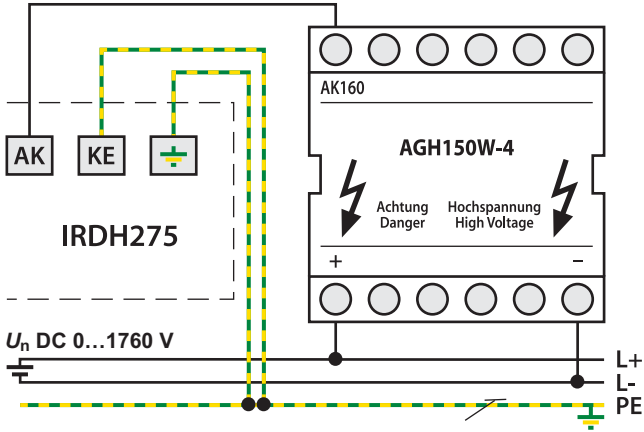 AK160
AGH150W-4
AK
KE
Achtung Hochspannung
Danger High Voltage
IRDH275
+ –
Un DC 0...1760 V
L+
L-
PE